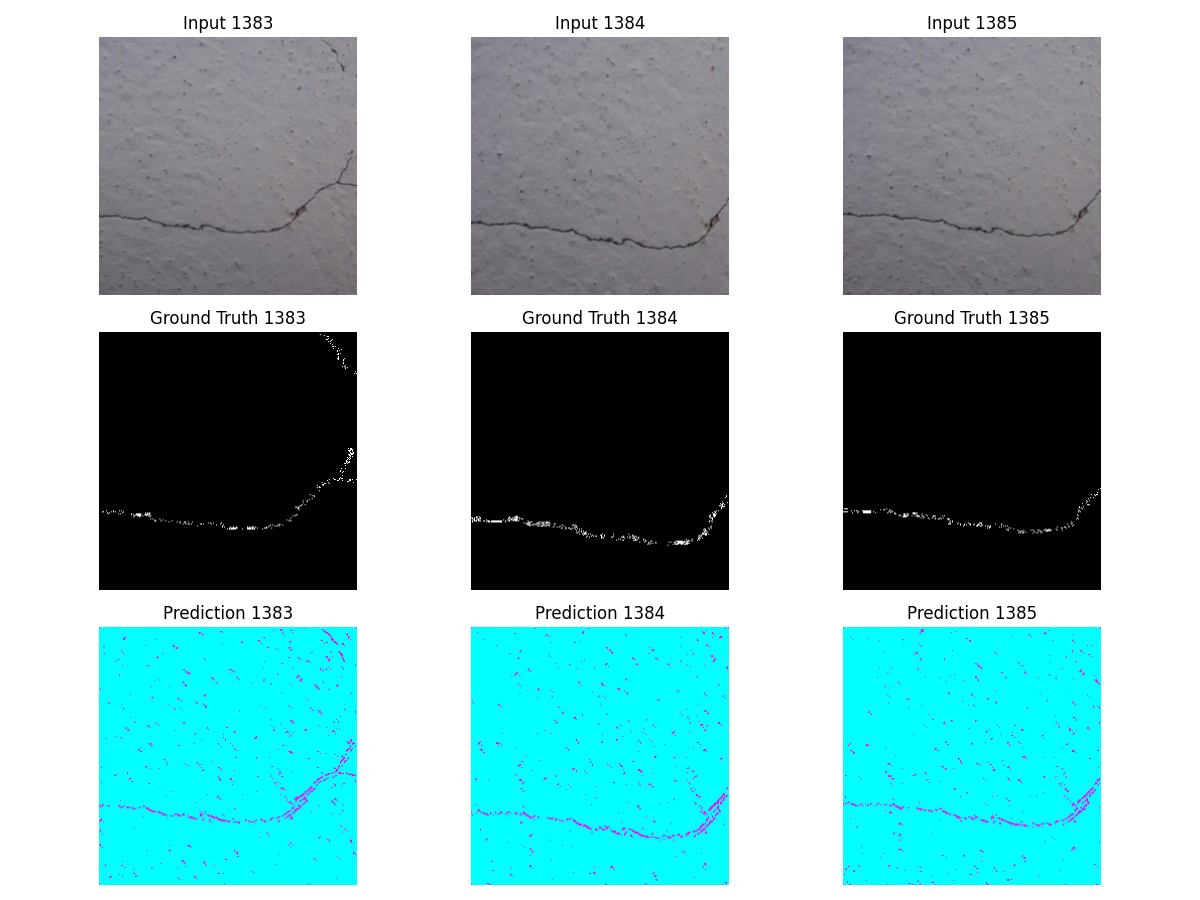 Input 1383
Input 1384
Input 1385
Ground Truth 1383
Ground Truth 1384
Ground Truth 1385
Prediction 1383
Prediction 1384
Prediction 1385